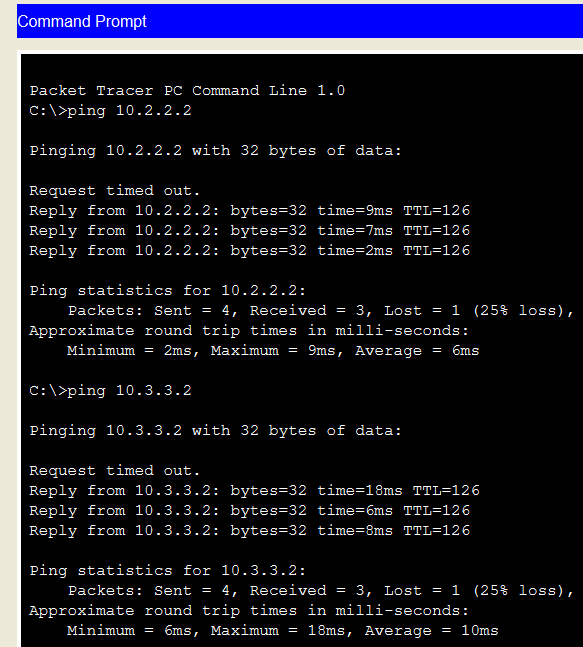 Command Prompt
Packet Tracer PC Command Line 1.0
C:\>ping 10.2.2.2
Pinging 10.2.2.2 with 32 bytes of data:
Request timed out.
Reply from 10.2.2.2: bytes=32 time=9ms TTL=126
Reply from 10.2.2.2: bytes=32 time=7ms TTL=126
Reply from 10.2.2.2: bytes=32 time=2ms TTL=126
Ping statistics for 10.2.2.2:
Packets: Sent = 4, Received = 3, Lost = 1 (25% loss),
Approximate round trip times in milli-seconds:
Minimum = 2ms, Maximum = 9ms, Average = 6ms
C:\>ping 10.3.3.2
Pinging 10.3.3.2 with 32 bytes of data:
Request timed out.
Reply from 10.3.3.2: bytes=32 time=18ms TTL=126
Reply from 10.3.3.2: bytes=32 time=6ms TTL=126
Reply from 10.3.3.2: bytes=32 time=8ms TTL=126
Ping statistics for 10.3.3.2:
Packets: Sent = 4, Received = 3, Lost = 1 (25% loss),
Approximate round trip times in milli-seconds:
Minimum = 6ms, Maximum = 18ms, Average = 10ms